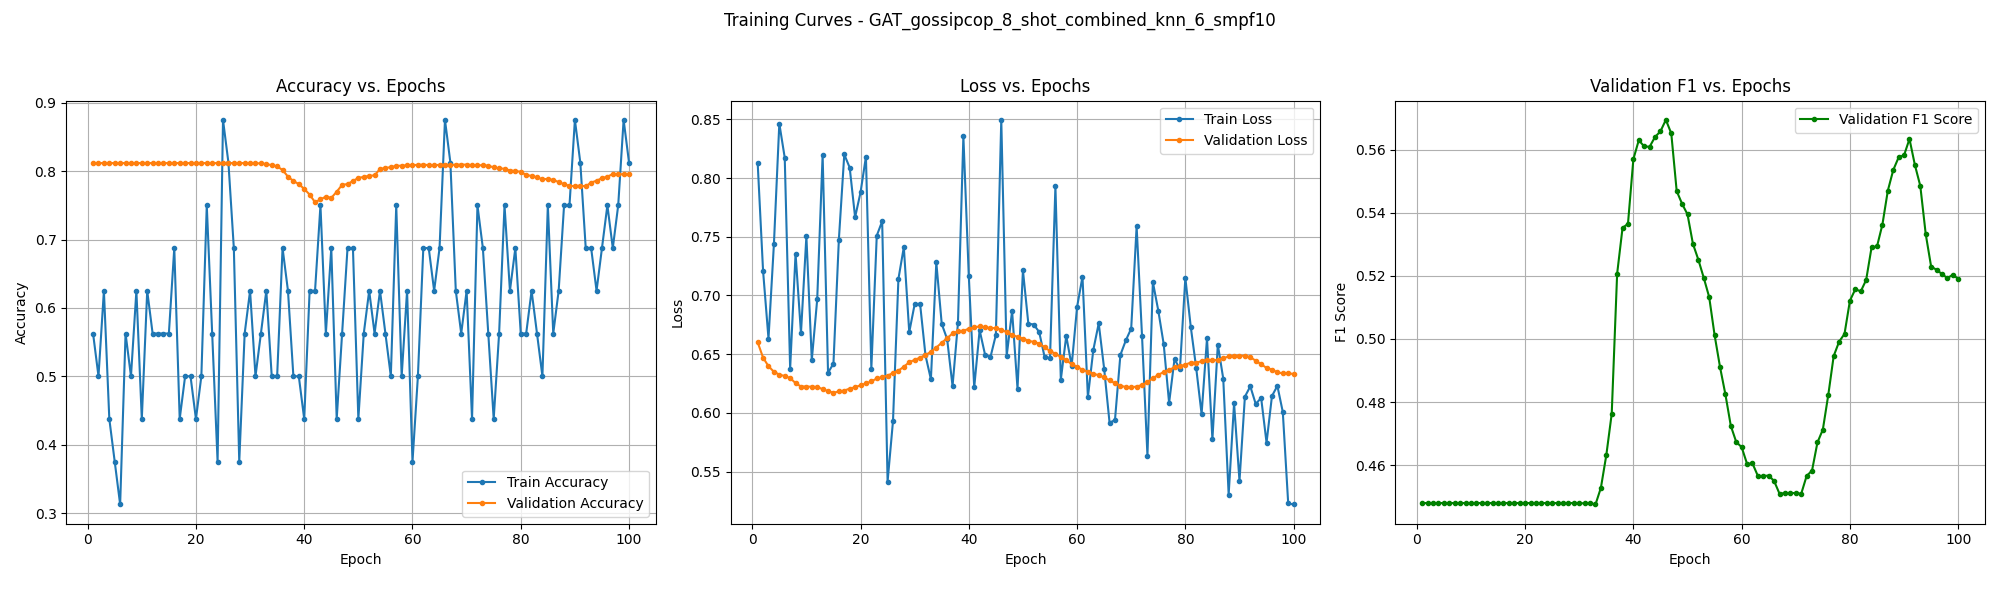 Training Curves - GAT_gossipcop_8_shot_combined_knn_6_smpf10
Accuracy vs. Epochs
0.9
0.8
0.7
0.6
0.5
0.4
0.3
Accuracy
0 20 40 60 80 100
Epoch
Train Accuracy
Validation Accuracy
Loss vs. Epochs
0.85
0.80
0.75
0.70
0.65
0.60
0.55
Loss
0 20 40 60 80 100
Epoch
Train Loss
Validation Loss
Validation F1 vs. Epochs
0.56
0.54
0.52
0.50
0.48
0.46
F1 Score
0 20 40 60 80 100
Epoch
Validation F1 Score